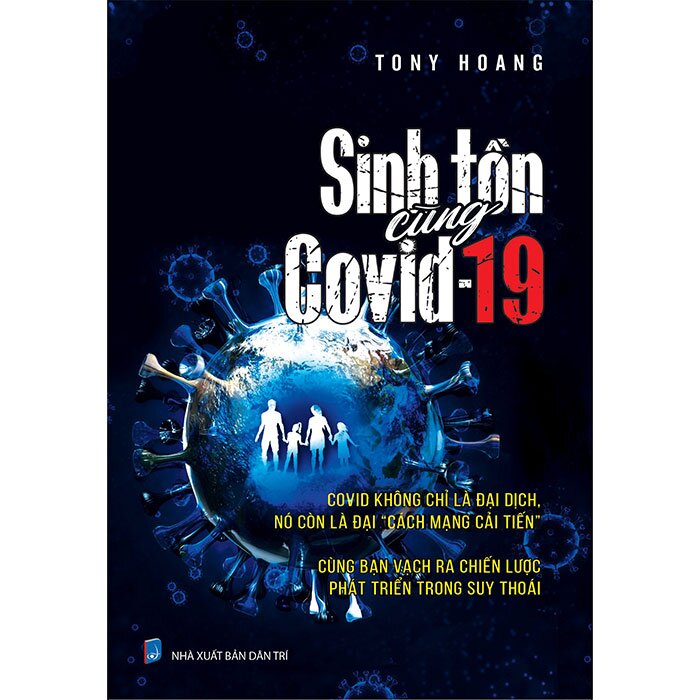 TONY HOANG
Sinh tồn
cùng
Covid-19
COVID KHÔNG CHỈ LÀ ĐẠI DỊCH,
NÓ CÒN LÀ ĐẠI “CÁCH MẠNG CẢI TIẾN”
CÙNG BẠN VẠCH RA CHIẾN LƯỢC
PHÁT TRIỂN TRONG SUY THOÁI
NHÀ XUẤT BẢN DÂN TRÍ